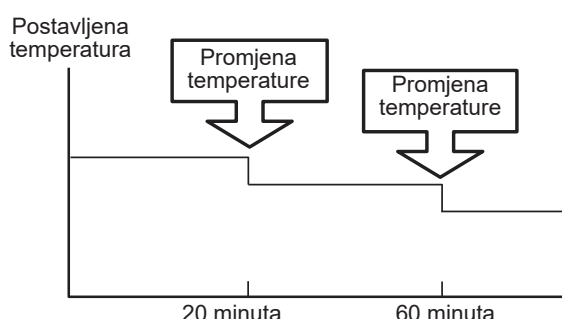 Postavljena
temperatura
Promjena
temperature
Promjena
temperature
20 minuta
60 minuta